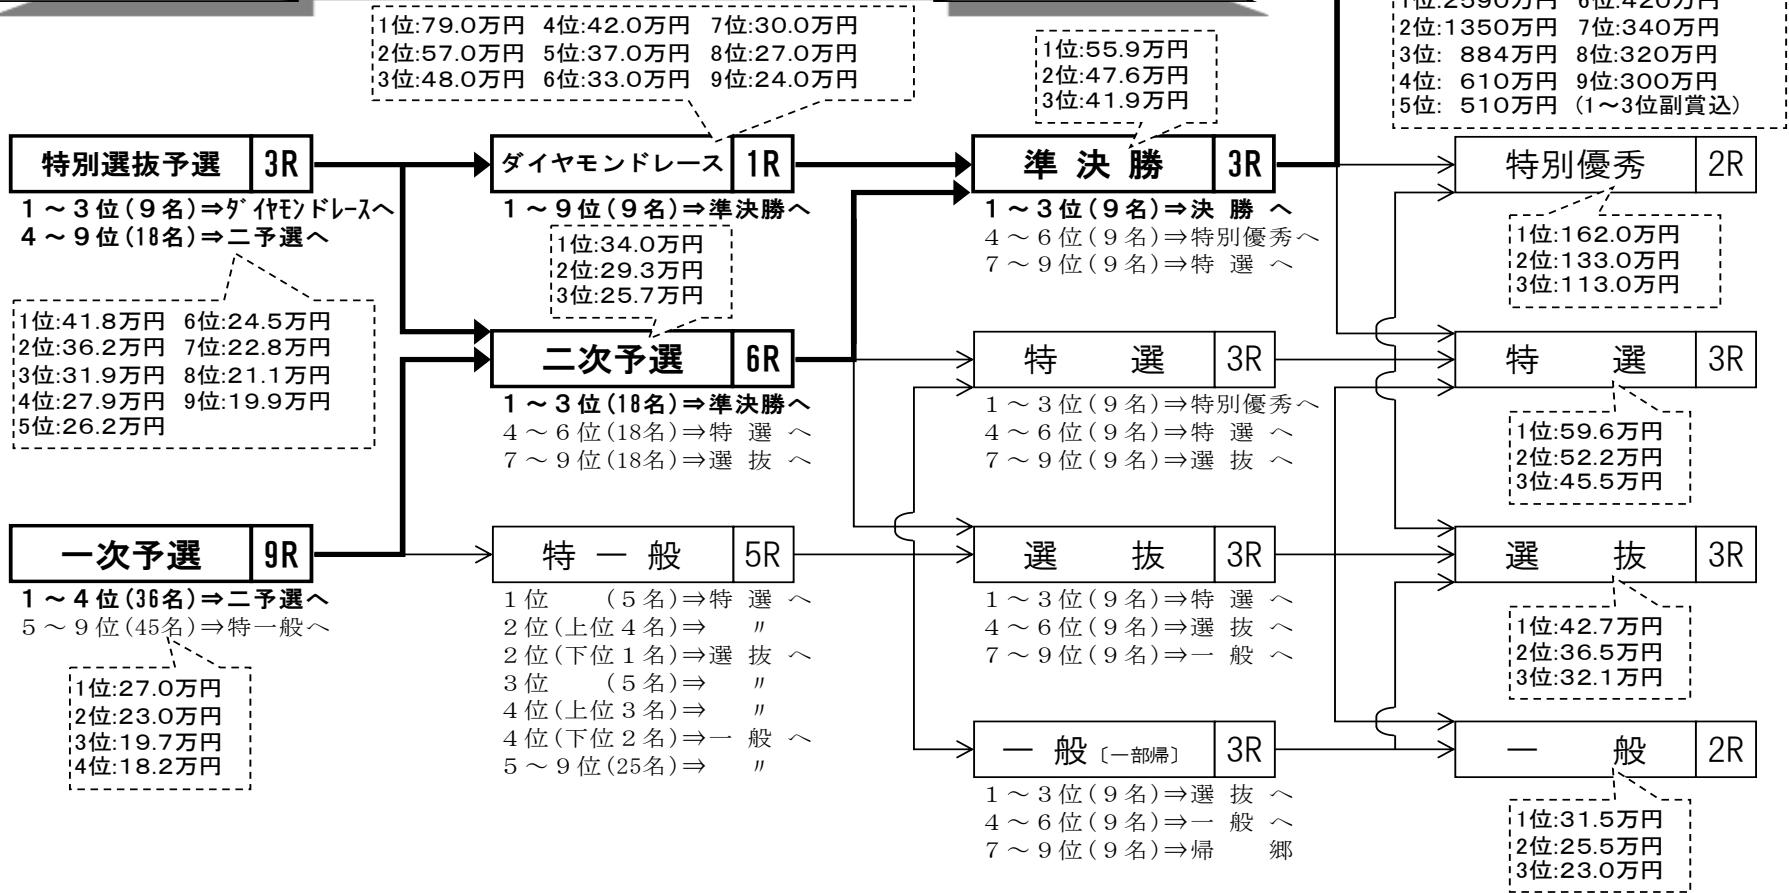 1位:79.0万円 4位:42.0万円 7位:30.0万円
2位:57.0万円 5位:37.0万円 8位:27.0万円
3位:48.0万円 6位:33.0万円 9位:24.0万円
1位:55.9万円
2位:47.6万円
3位:41.9万円
1位:2590万円 6位:420万円
2位:1350万円 7位:340万円
3位: 884万円 8位:320万円
4位: 610万円 9位:300万円
5位: 510万円 (1～3位副賞込)
特別選抜予選 3R
1～3位(9名)⇒ダイヤモンドレースへ
4～9位(18名)⇒二予選へ
1位:41.8万円 6位:24.5万円
2位:36.2万円 7位:22.8万円
3位:31.9万円 8位:21.1万円
4位:27.9万円 9位:19.9万円
5位:26.2万円
一次予選 9R
1～4位(36名)⇒二予選へ
5～9位(45名)⇒特一般へ
1位:27.0万円
2位:23.0万円
3位:19.7万円
4位:18.2万円
ダイヤモンドレース 1R
1～9位(9名)⇒準決勝へ
1位:34.0万円
2位:29.3万円
3位:25.7万円
二次予選 6R
1～3位(18名)⇒準決勝へ
4～6位(18名)⇒特 選 へ
7～9位(18名)⇒選 抜 へ
特 一 般 5R
1位 (5名)⇒特 選 へ
2位(上位4名)⇒ 〃
2位(下位1名)⇒選 抜 へ
3位 (5名)⇒ 〃
4位(上位3名)⇒ 〃
4位(下位2名)⇒一 般 へ
5～9位(25名)⇒ 〃
準 決 勝 3R
1～3位(9名)⇒決 勝 へ
4～6位(9名)⇒特別優秀へ
7～9位(9名)⇒特 選 へ
特 選 3R
1～3位(9名)⇒特別優秀へ
4～6位(9名)⇒特 選 へ
7～9位(9名)⇒選 抜 へ
選 抜 3R
1～3位(9名)⇒特 選 へ
4～6位(9名)⇒選 抜 へ
7～9位(9名)⇒一 般 へ
一 般〔一部帰〕 3R
1～3位(9名)⇒選 抜 へ
4～6位(9名)⇒一 般 へ
7～9位(9名)⇒帰 郷
特別優秀 2R
1位:162.0万円
2位:133.0万円
3位:113.0万円
特 選 3R
1位:59.6万円
2位:52.2万円
3位:45.5万円
選 抜 3R
1位:42.7万円
2位:36.5万円
3位:32.1万円
一 般 2R
1位:31.5万円
2位:25.5万円
3位:23.0万円